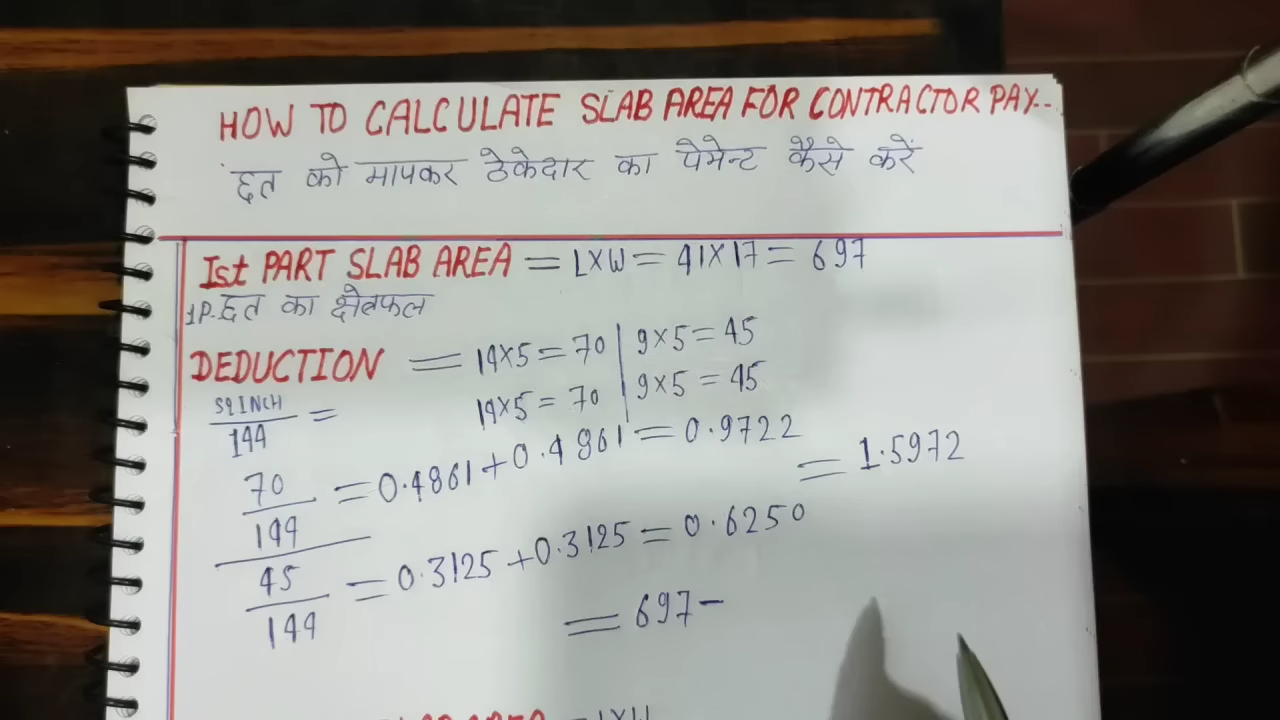 HOW TO CALCULATE SLAB AREA FOR CONTRACTOR PAY..
छत को मापकर ठेकेदार का पेमेन्ट कैसे करें
Ist PART SLAB AREA = L×W = 41×17 = 697
1P. छत का क्षेत्रफल
DEDUCTION = 14×5 = 70 | 9×5 = 45
14×5 = 70 | 9×5 = 45
SQ INCH/144 =
70/144 = 0.4861 + 0.4861 = 0.9722
= 1.5972
45/144 = 0.3125 + 0.3125 = 0.6250
= 697 −